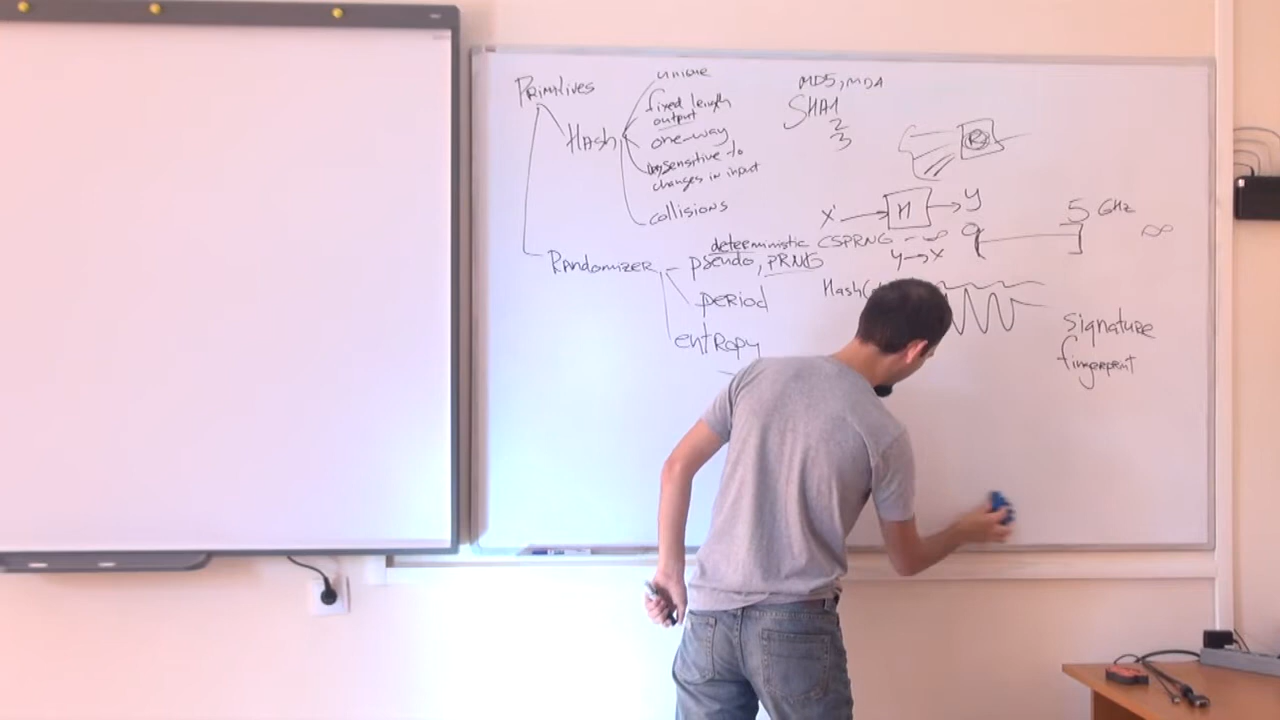 Primitives
Hash
unique
fixed length
output
one-way
sensitive to
changes in input
collisions
MD5, MDA
SHA1
2
3
R
X' → H → y
y → x
5 GHz
∞
Randomizer
deterministic
pseudo, PRNG
CSPRNG - ∞
period
entropy
Hash(
signature
fingerprint